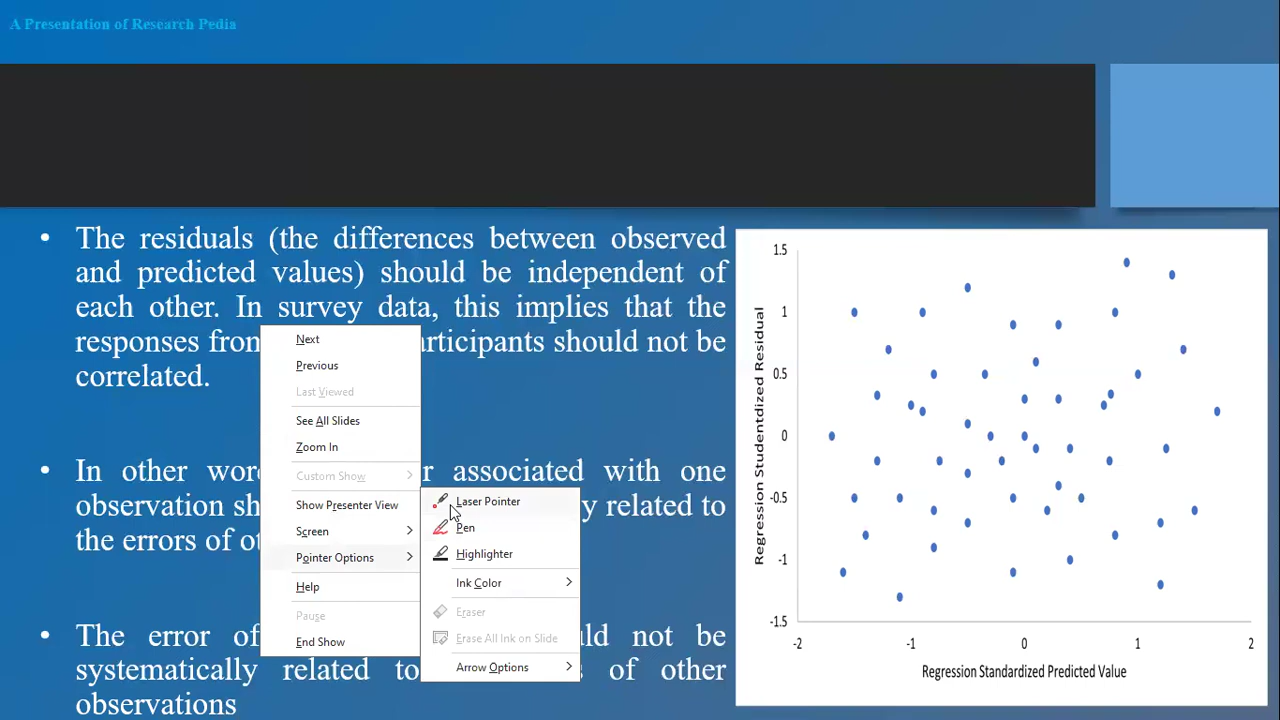 A Presentation of Research Pedia
• The residuals (the differences between observed
and predicted values) should be independent of
each other. In survey data, this implies that the
responses from articipants should not be
correlated.
• In other wor r associated with one
observation sh y related to
the errors of ot
• The error of ld not be
systematically related to s of other
observations
Next
Previous
Last Viewed
See All Slides
Zoom In
Custom Show
Show Presenter View
Screen
Pointer Options
Help
Pause
End Show
Laser Pointer
Pen
Highlighter
Ink Color
Eraser
Erase All Ink on Slide
Arrow Options
Regression Studentdized Residual
1.5
1
0.5
0
-0.5
-1
-1.5
-2 -1 0 1 2
Regression Standardized Predicted Value